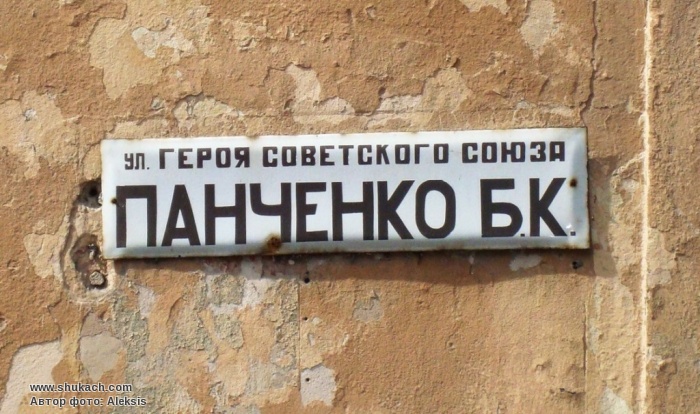 ул. ГЕРОЯ СОВЕТСКОГО СОЮЗА
ПАНЧЕНКО Б.К.
www.shukach.com
Автор фото: Aleksis